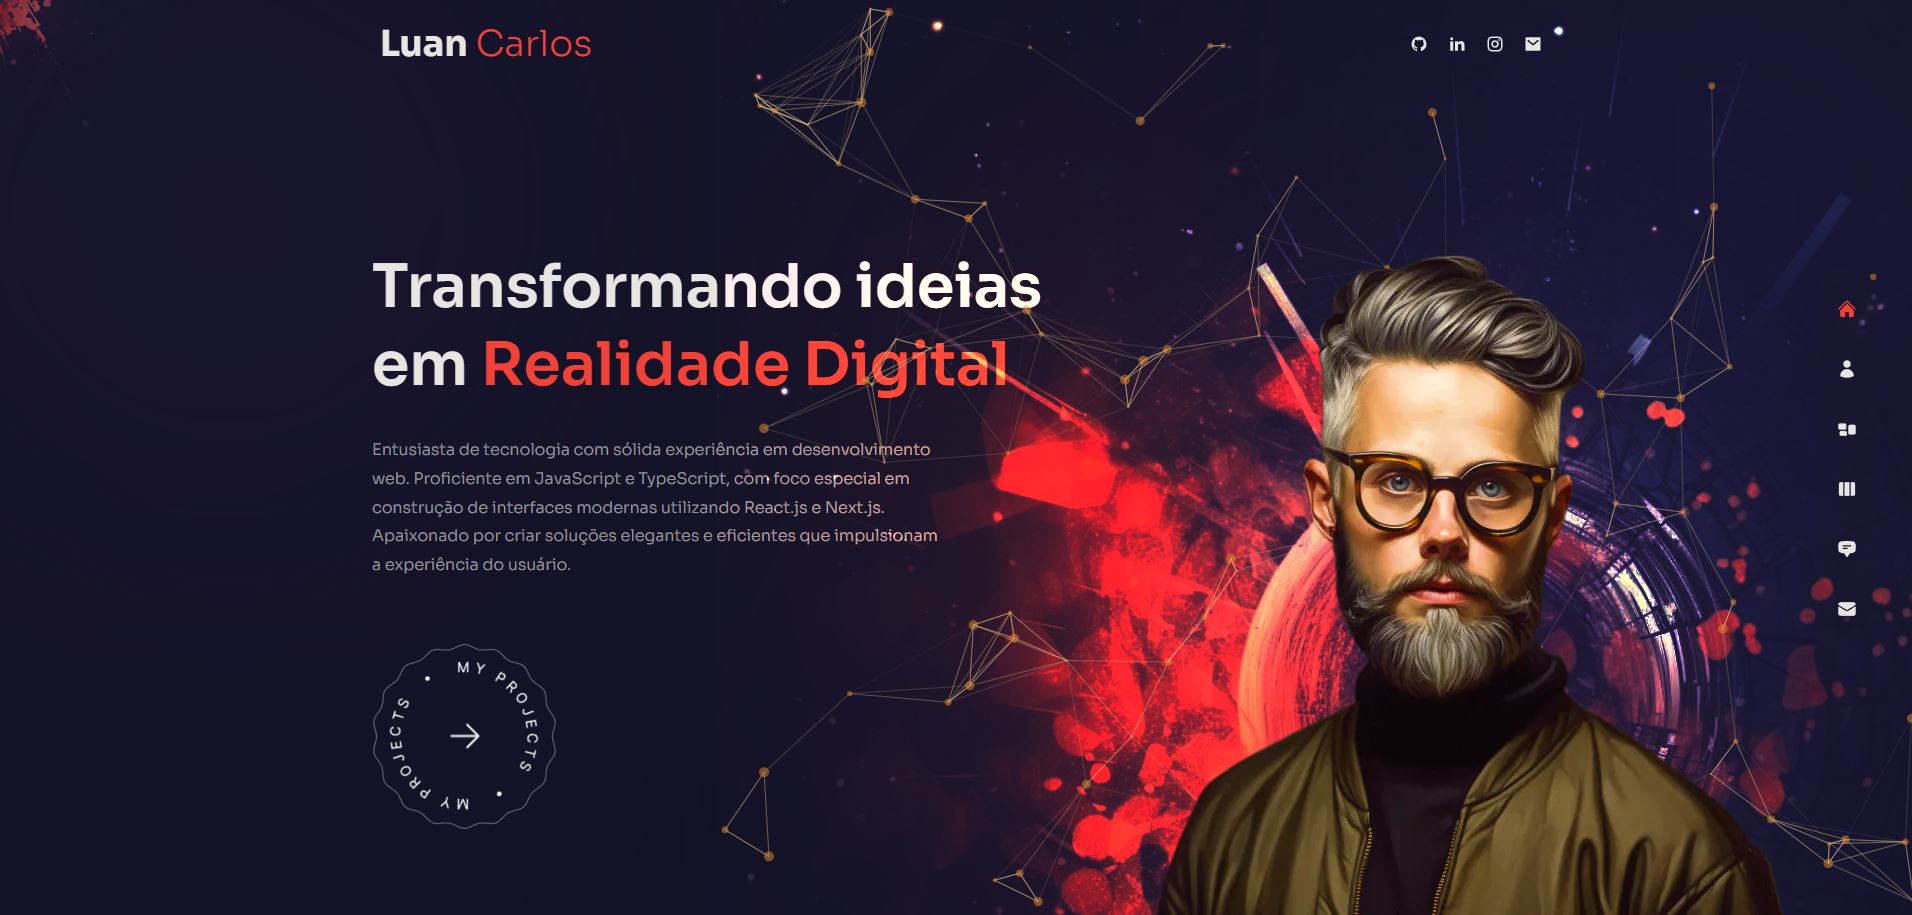 Luan Carlos
Transformando ideias
em Realidade Digital
Entusiasta de tecnologia com sólida experiência em desenvolvimento
web. Proficiente em JavaScript e TypeScript, com foco especial em
construção de interfaces modernas utilizando React.js e Next.js.
Apaixonado por criar soluções elegantes e eficientes que impulsionam
a experiência do usuário.
MY PROJECTS • MY PROJECTS •